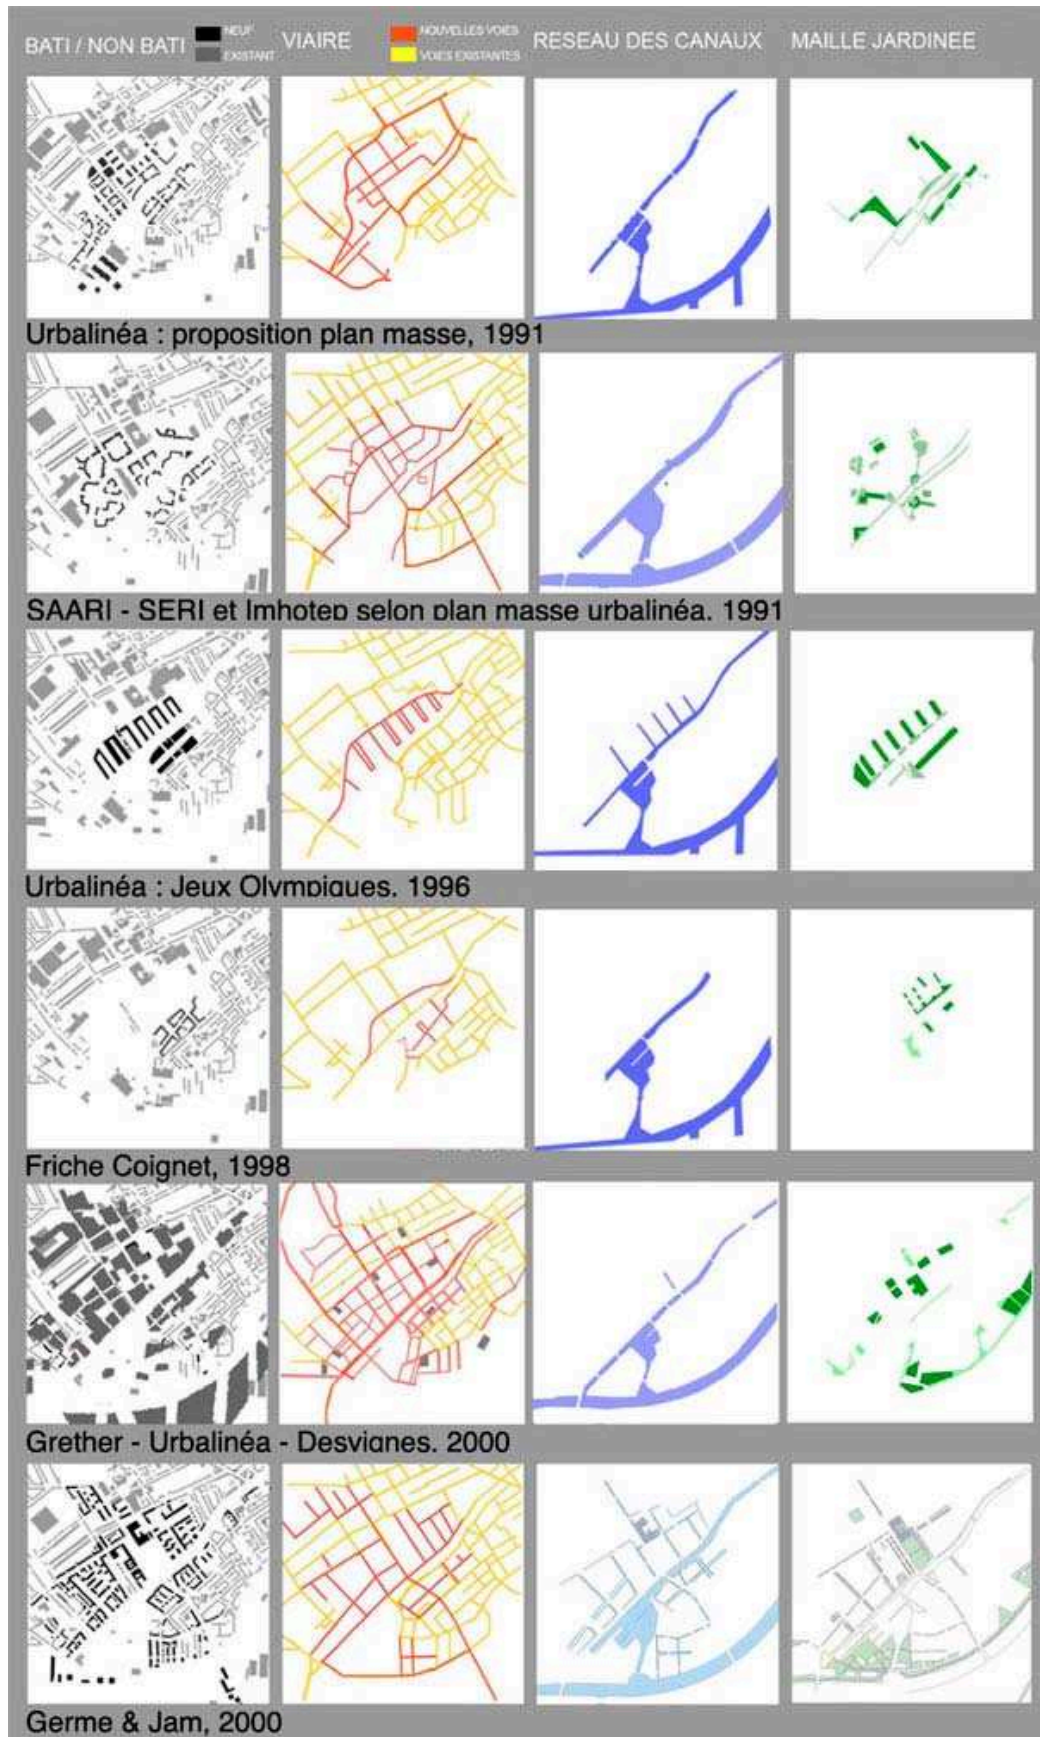 BATI / NON BATI
NEUF
EXISTANT
VIAIRE
NOUVELLES VOIES
VOIES EXISTANTES
RESEAU DES CANAUX
MAILLE JARDINEE
Urbalinéa : proposition plan masse, 1991
SAARI - SERI et Imhotep selon plan masse urbalinéa. 1991
Urbalinéa : Jeux Olympiques. 1996
Friche Coignet, 1998
Grether - Urbalinéa - Desvignes. 2000
Germe & Jam, 2000